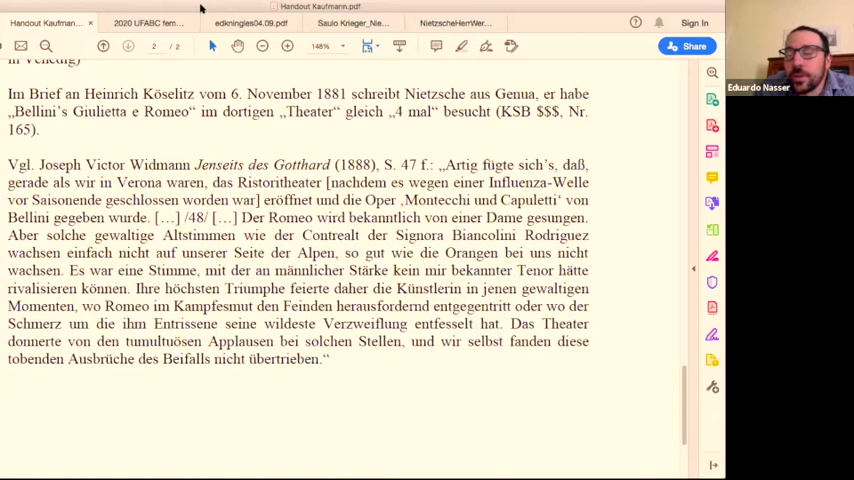 Handout Kaufmann.pdf
Handout Kaufman... ×
2020 UFABC fem...
edkningles04.09.pdf
Saulo Krieger_Nie...
NietzscheHerrWer...
Sign In
2 / 2
148%
Share
Eduardo Nasser
in Venedig)
Im Brief an Heinrich Köselitz vom 6. November 1881 schreibt Nietzsche aus Genua, er habe
„Bellini’s Giulietta e Romeo“ im dortigen „Theater“ gleich „4 mal“ besucht (KSB $$$, Nr.
165).
Vgl. Joseph Victor Widmann Jenseits des Gotthard (1888), S. 47 f.: „Artig fügte sich’s, daß,
gerade als wir in Verona waren, das Ristoritheater [nachdem es wegen einer Influenza-Welle
vor Saisonende geschlossen worden war] eröffnet und die Oper ‚Montecchi und Capuletti‘ von
Bellini gegeben wurde. […] /48/ […] Der Romeo wird bekanntlich von einer Dame gesungen.
Aber solche gewaltige Altstimmen wie der Contrealt der Signora Biancolini Rodriguez
wachsen einfach nicht auf unserer Seite der Alpen, so gut wie die Orangen bei uns nicht
wachsen. Es war eine Stimme, mit der an männlicher Stärke kein mir bekannter Tenor hätte
rivalisieren können. Ihre höchsten Triumphe feierte daher die Künstlerin in jenen gewaltigen
Momenten, wo Romeo im Kampfesmut den Feinden herausfordernd entgegentritt oder wo der
Schmerz um die ihm Entrissene seine wildeste Verzweiflung entfesselt hat. Das Theater
donnerte von den tumultuösen Applausen bei solchen Stellen, und wir selbst fanden diese
tobenden Ausbrüche des Beifalls nicht übertrieben.“